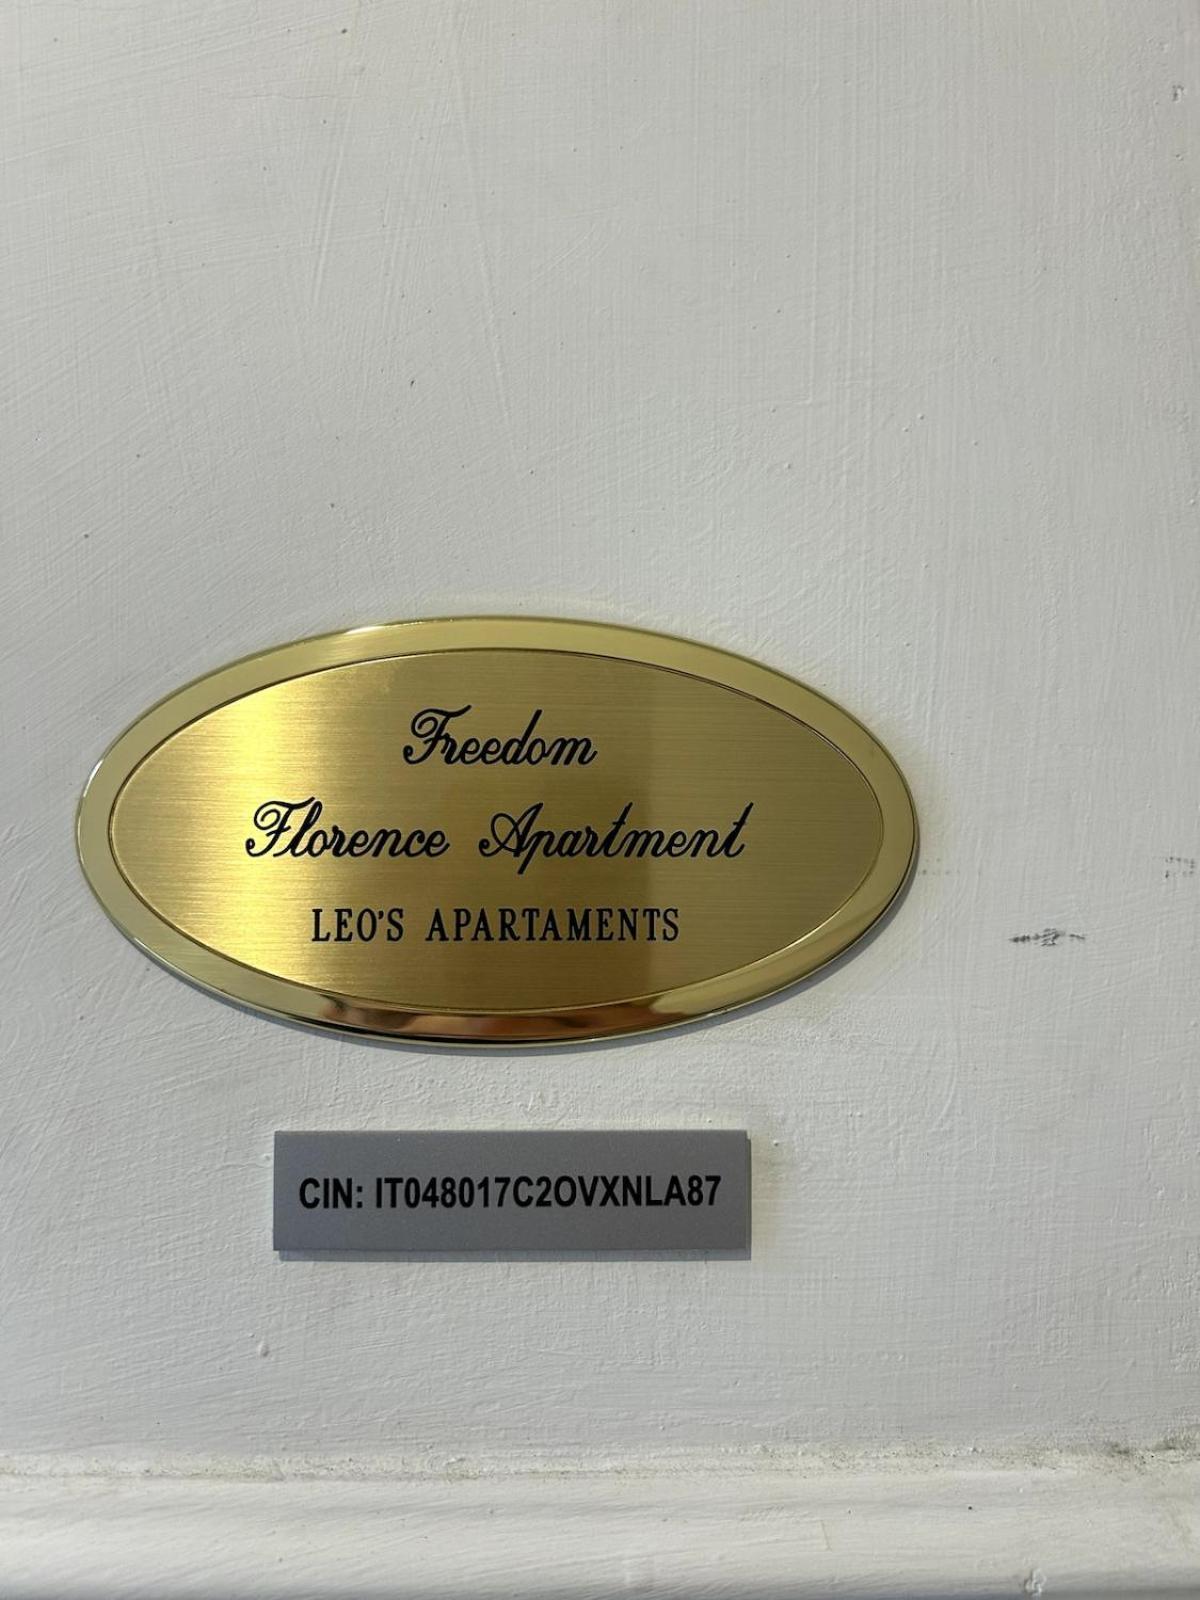 Freedom
Florence Apartment
LEO'S APARTAMENTS
CIN: IT048017C2OVXNLA87